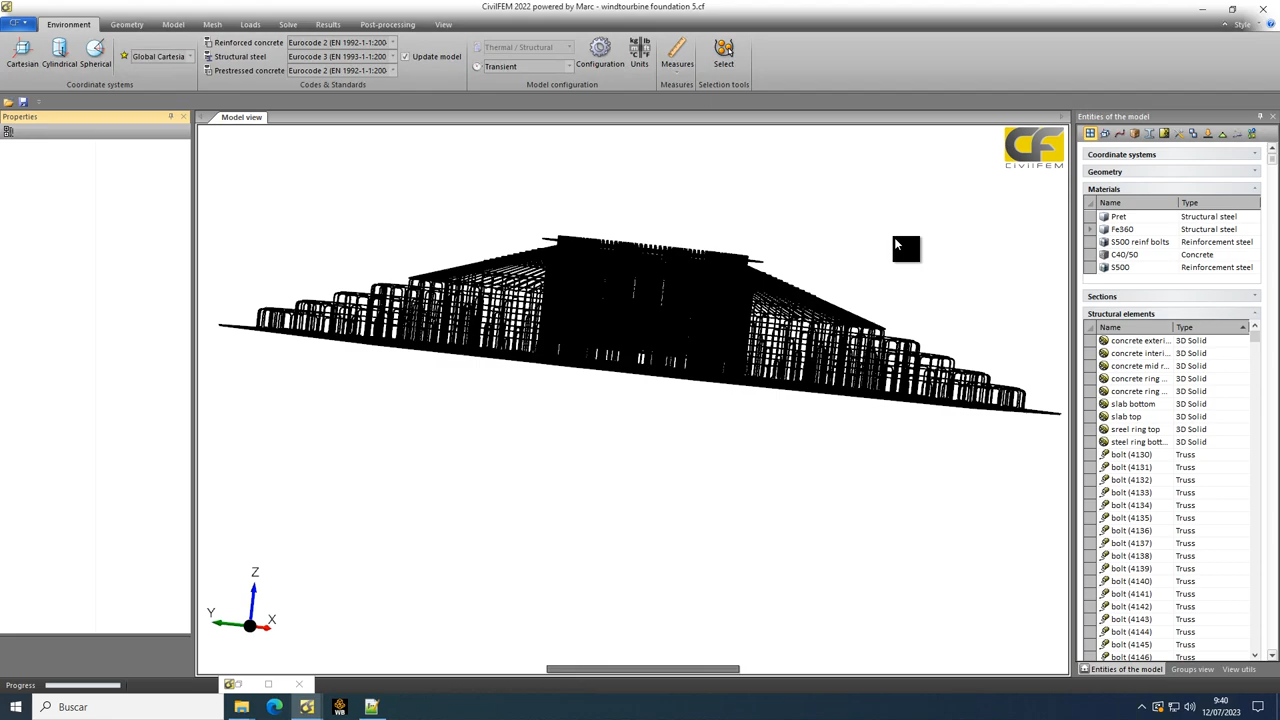 CivilFEM 2022 powered by Marc - windtourbine foundation 5.cf
CF Environment Geometry Model Mesh Loads Solve Results Post-processing View Style
Cartesian Cylindrical Spherical
Global Cartesia
Coordinate systems
Reinforced concrete Eurocode 2 (EN 1992-1-1:200
Structural steel Eurocode 3 (EN 1993-1-1:200 Update model
Prestressed concrete Eurocode 2 (EN 1992-1-1:200
Codes & Standards
Thermal / Structural
Transient
Configuration Units
kg lb
Model configuration
Measures
Measures
Select
Selection tools
Properties
Model view
CF
CIVILFEM
Z
Y
X
Entities of the model
Coordinate systems
Geometry
Materials
Name Type
Pret Structural steel
Fe360 Structural steel
S500 reinf bolts Reinforcement steel
C40/50 Concrete
S500 Reinforcement steel
Sections
Structural elements
Name Type
concrete exteri... 3D Solid
concrete interi... 3D Solid
concrete mid r... 3D Solid
concrete ring ... 3D Solid
concrete ring ... 3D Solid
slab bottom 3D Solid
slab top 3D Solid
sreel ring top 3D Solid
steel ring bott... 3D Solid
bolt (4130) Truss
bolt (4131) Truss
bolt (4132) Truss
bolt (4133) Truss
bolt (4134) Truss
bolt (4135) Truss
bolt (4136) Truss
bolt (4137) Truss
bolt (4138) Truss
bolt (4139) Truss
bolt (4140) Truss
bolt (4141) Truss
bolt (4142) Truss
bolt (4143) Truss
bolt (4144) Truss
bolt (4145) Truss
bolt (4146) Truss
Entities of the model Groups view View utils
Progress
Buscar
WB
9:40
12/07/2023